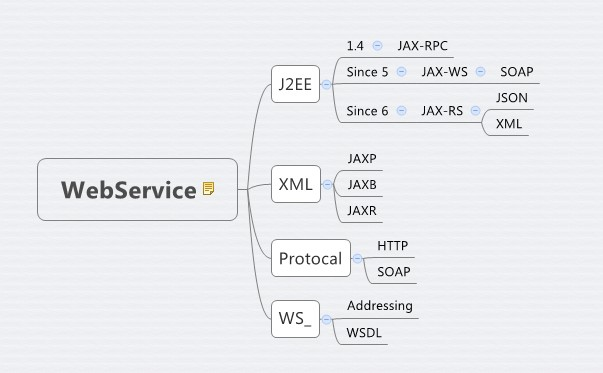 WebService
J2EE
1.4 JAX-RPC
Since 5 JAX-WS SOAP
Since 6 JAX-RS JSON
XML
XML
JAXP
JAXB
JAXR
Protocal
HTTP
SOAP
WS_
Addressing
WSDL